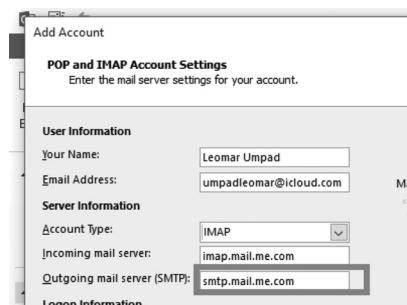 Add Account
POP and IMAP Account Settings
Enter the mail server settings for your account.
User Information
Your Name: Leomar Umpad
Email Address: umpadleomar@icloud.com
Server Information
Account Type: IMAP
Incoming mail server: imap.mail.me.com
Outgoing mail server (SMTP): smtp.mail.me.com
Logon Information